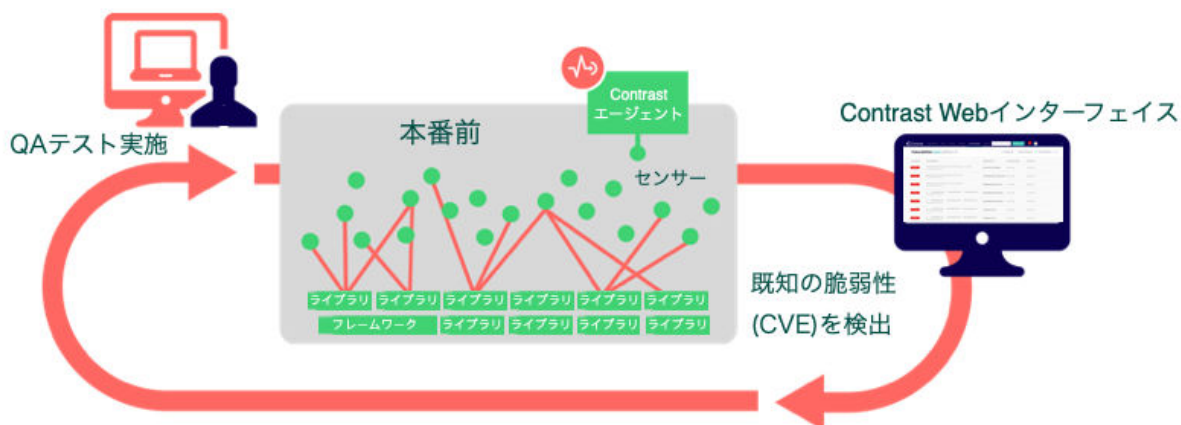 Contrast
エージェント
Contrast Webインターフェイス
本番前
QAテスト実施
センサー
既知の脆弱性
(CVE)を検出
ライブラリ ライブラリ ライブラリ ライブラリ ライブラリ ライブラリ
フレームワーク ライブラリ ライブラリ ライブラリ ライブラリ